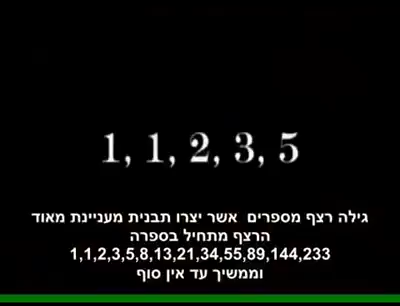 1, 1, 2, 3, 5
גילה רצף מספרים אשר יצרו תבנית מעניינת מאוד
הרצף מתחיל בספרה
1,1,2,3,5,8,13,21,34,55,89,144,233
וממשיך עד אין סוף